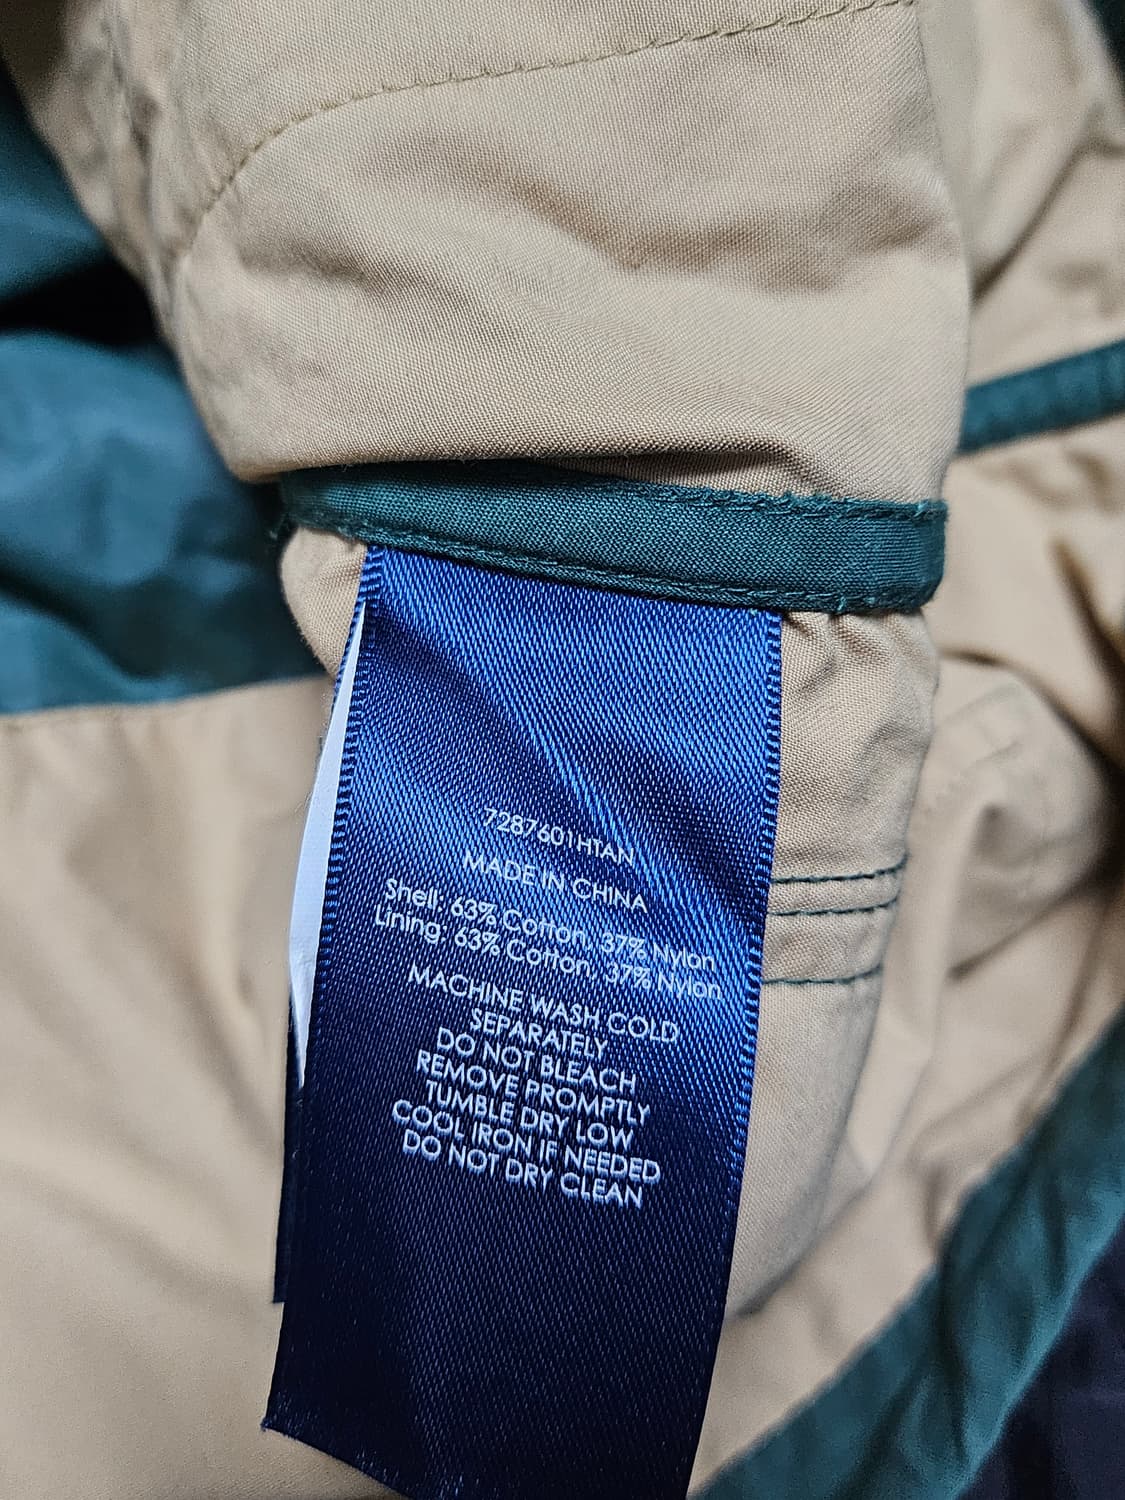 7287601HTAN
MADE IN CHINA
Shell: 63% Cotton, 37% Nylon
Lining: 63% Cotton, 37% Nylon
MACHINE WASH COLD
SEPARATELY
DO NOT BLEACH
REMOVE PROMPTLY
TUMBLE DRY LOW
COOL IRON IF NEEDED
DO NOT DRY CLEAN